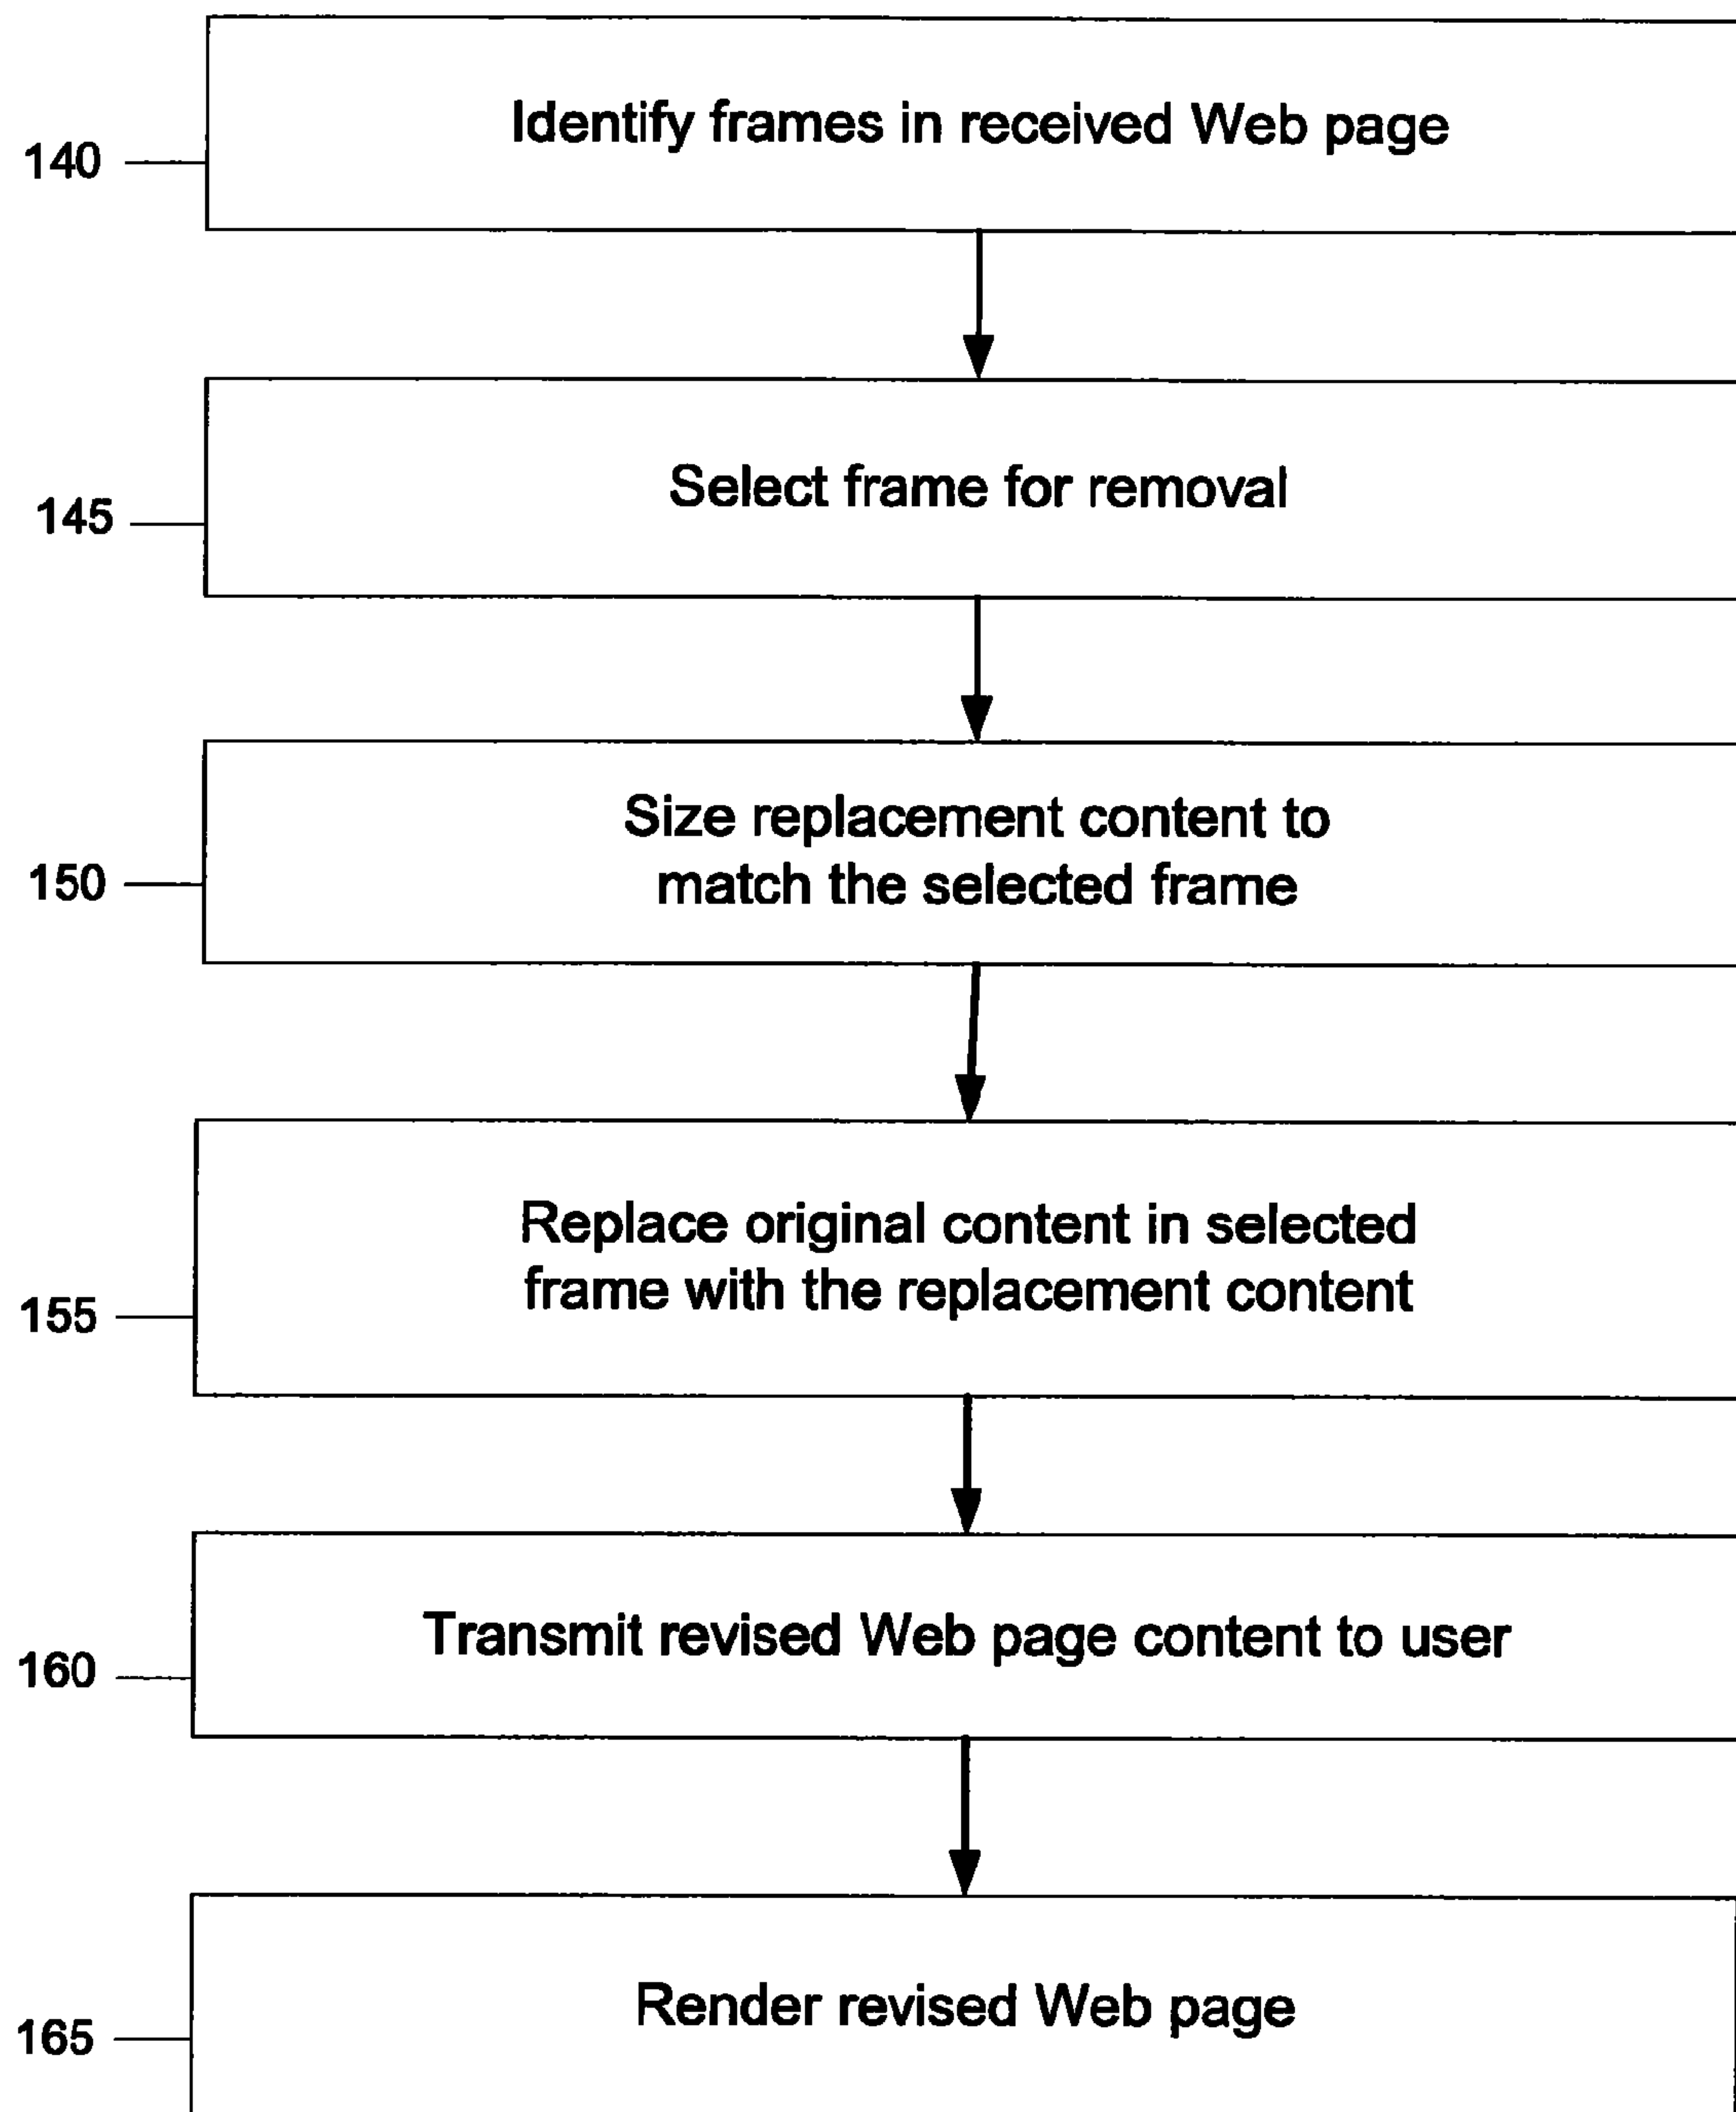 Identify frames in received Web page
140
Select frame for removal
145
Size replacement content to
match the selected frame
150
Replace original content in selected
frame with the replacement content
155
Transmit revised Web page content to user
160
Render revised Web page
165